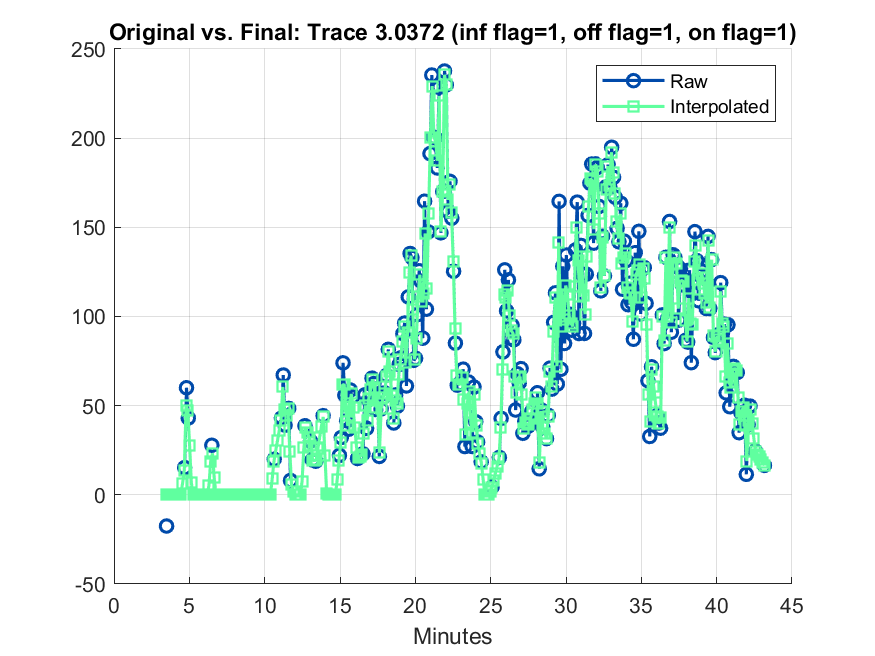 Original vs. Final: Trace 3.0372 (inf flag=1, off flag=1, on flag=1)
250
200
150
100
50
0
-50
Raw
Interpolated
0 5 10 15 20 25 30 35 40 45
Minutes